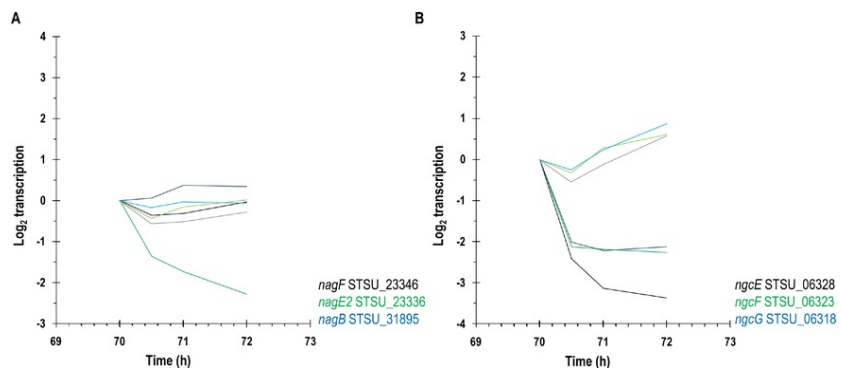 A
Log2 transcription
4
3
2
1
0
-1
-2
-3
69
70
71
72
73
Time (h)
nagF STSU_23346
nagE2 STSU_23336
nagB STSU_31895
B
Log2 transcription
3
2
1
0
-1
-2
-3
-4
69
70
71
72
73
Time (h)
ngcE STSU_06328
ngcF STSU_06323
ngcG STSU_06318